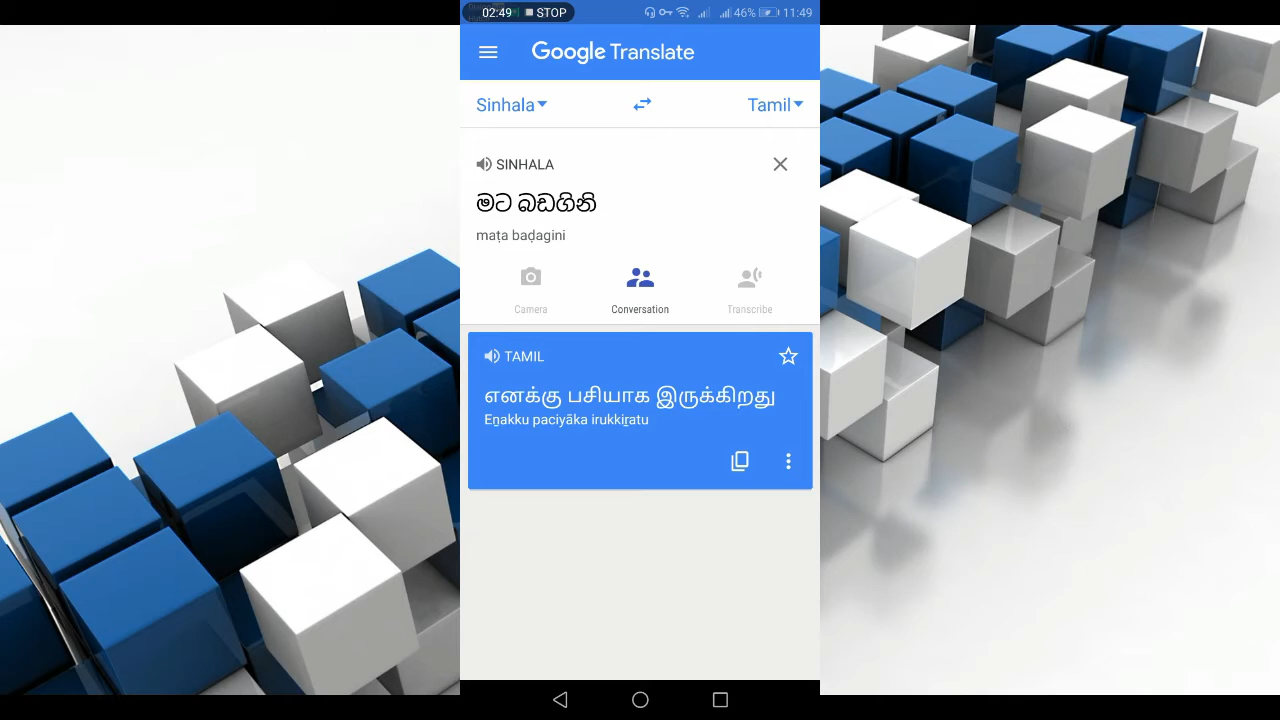 02:49 STOP 46% 11:49
Google Translate
Sinhala Tamil
SINHALA
මට බඩගිනි
maṭa baḍagini
Camera Conversation Transcribe
TAMIL
எனக்கு பசியாக இருக்கிறது
Eṉakku paciyāka irukkiṟatu